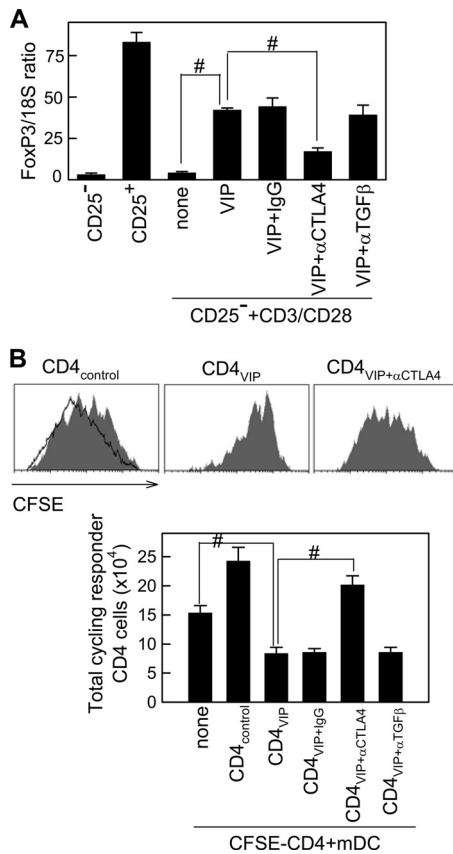 A
FoxP3/18S ratio
75
50
25
0
#
#
CD25⁻
CD25⁺
none
VIP
VIP+IgG
VIP+αCTLA4
VIP+αTGFβ
CD25⁻+CD3/CD28
B
CD4control
CD4VIP
CD4VIP+αCTLA4
CFSE
Total cycling responder
CD4 cells (x10⁴)
25
20
15
10
5
0
#
#
none
CD4control
CD4VIP
CD4VIP+IgG
CD4VIP+αCTLA4
CD4VIP+αTGFβ
CFSE-CD4+mDC